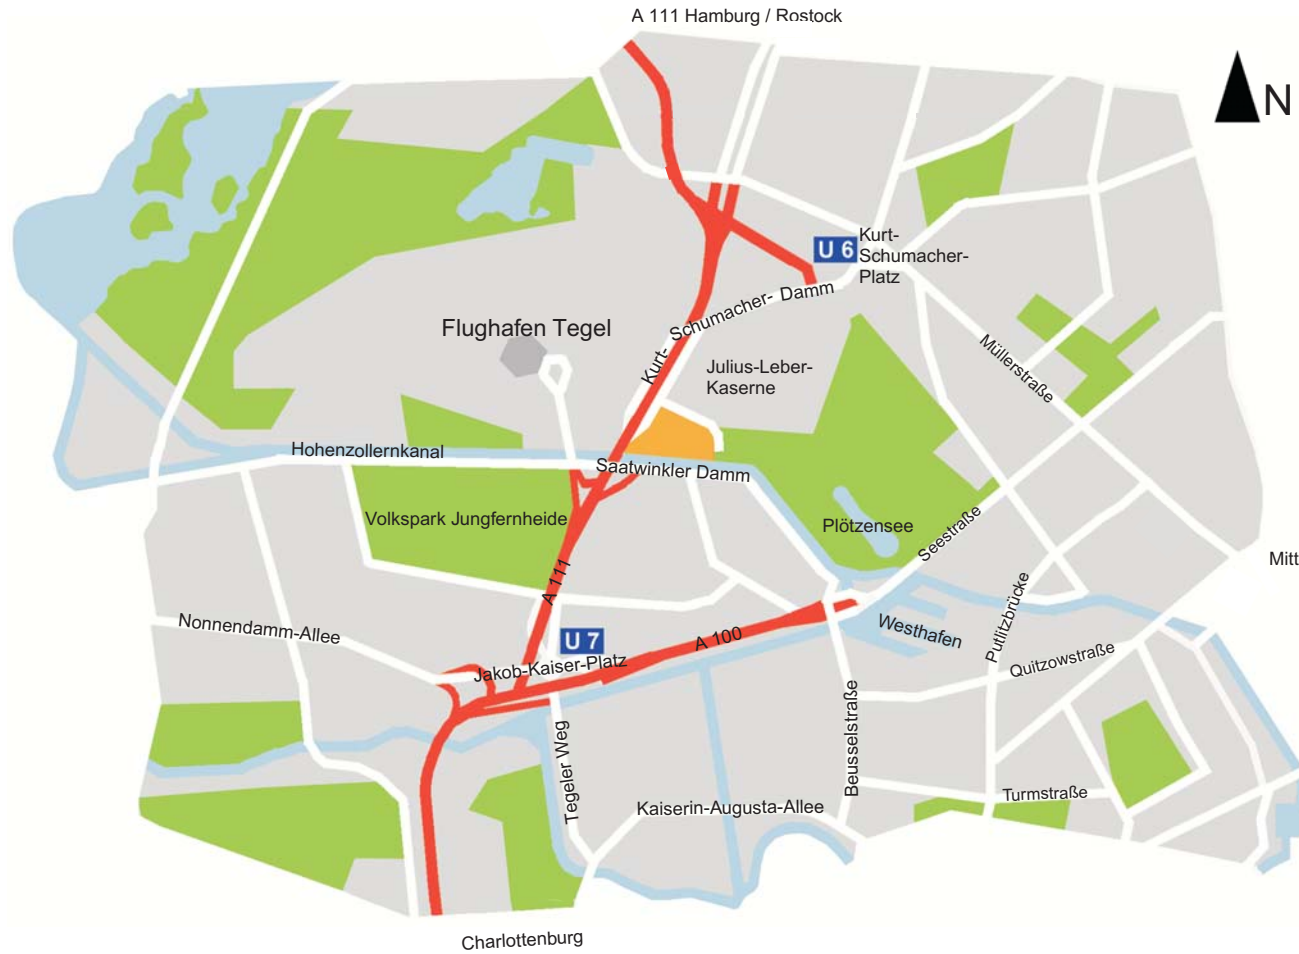 A 111 Hamburg / Rostock
N
U 6
Kurt-
Schumacher-
Platz
Kurt- Schumacher- Damm
Flughafen Tegel
Müllerstraße
Julius-Leber-
Kaserne
Hohenzollernkanal
Saatwinkler Damm
Volkspark Jungfernheide
Plötzensee
Seestraße
Mitt
A 111
Nonnendamm-Allee
U 7
A 100
Westhafen
Putlitzbrücke
Jakob-Kaiser-Platz
Quitzowstraße
Tegeler Weg
Beusselstraße
Turmstraße
Kaiserin-Augusta-Allee
Charlottenburg